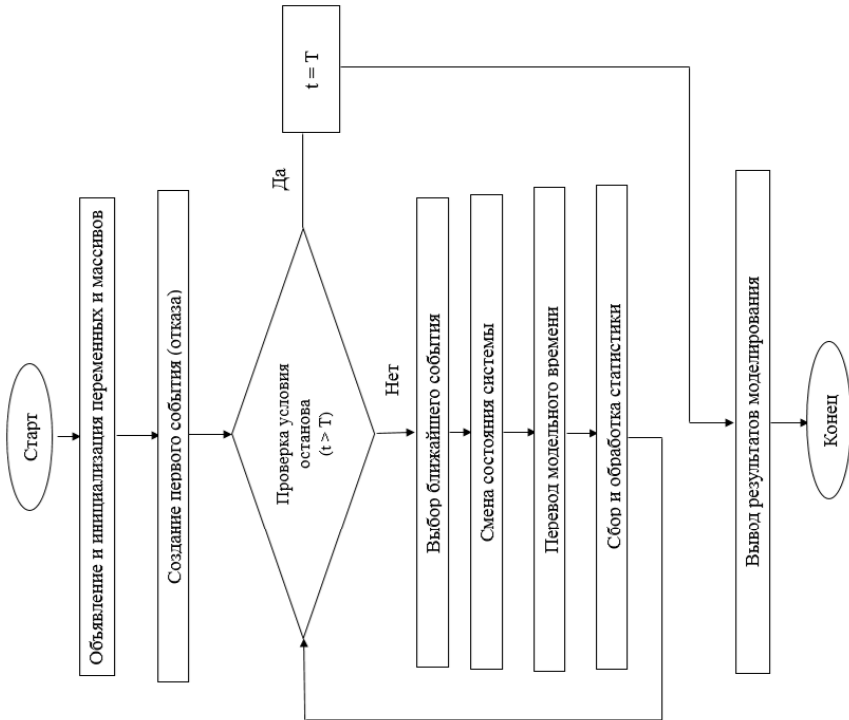 Старт
Объявление и инициализация переменных и массивов
Создание первого события (отказа)
Проверка условия
останова
(t > T)
Да
t = T
Нет
Выбор ближайшего события
Смена состояния системы
Перевод модельного времени
Сбор и обработка статистики
Вывод результатов моделирования
Конец